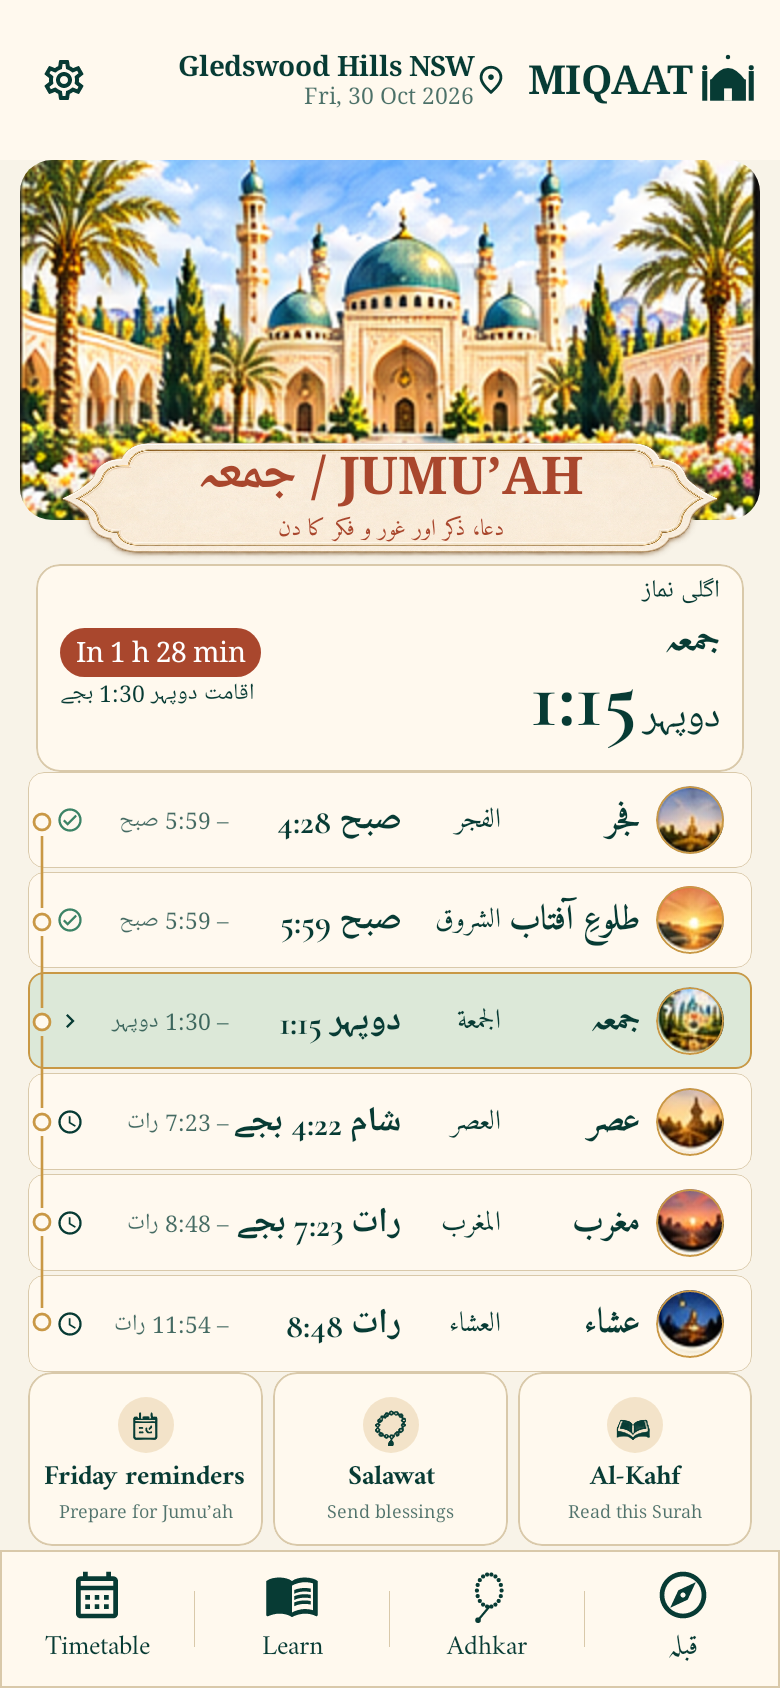 MIQAAT
Gledswood Hills NSW
Fri, 30 Oct 2026
جمعہ / JUMU’AH
دعا، ذکر اور غور و فکر کا دن
اگلی نماز
جمعہ
دوپہر 1:15
In 1 h 28 min
اقامت دوپہر 1:30 بجے
فجر الفجر صبح 4:28 – 5:59 صبح
طلوعِ آفتاب الشروق صبح 5:59 – 5:59 صبح
جمعہ الجمعة دوپہر 1:15 – 1:30 دوپہر
عصر العصر شام 4:22 بجے – 7:23 رات
مغرب المغرب رات 7:23 بجے – 8:48 رات
عشاء العشاء رات 8:48 – 11:54 رات
Al-Kahf
Read this Surah
Salawat
Send blessings
Friday reminders
Prepare for Jumu’ah
قبلہ
Adhkar
Learn
Timetable